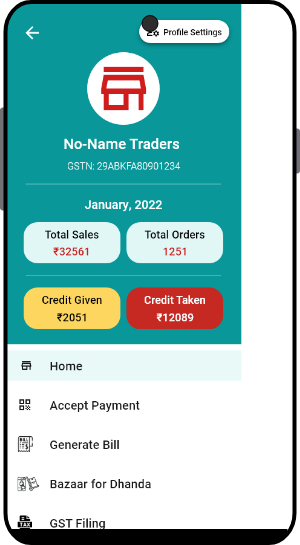 Profile Settings
No-Name Traders
GSTN: 29ABKFA80901234
January, 2022
Total Sales
₹32561
Total Orders
1251
Credit Given
₹2051
Credit Taken
₹12089
Home
Accept Payment
Generate Bill
Bazaar for Dhanda
TAX
GST Filing